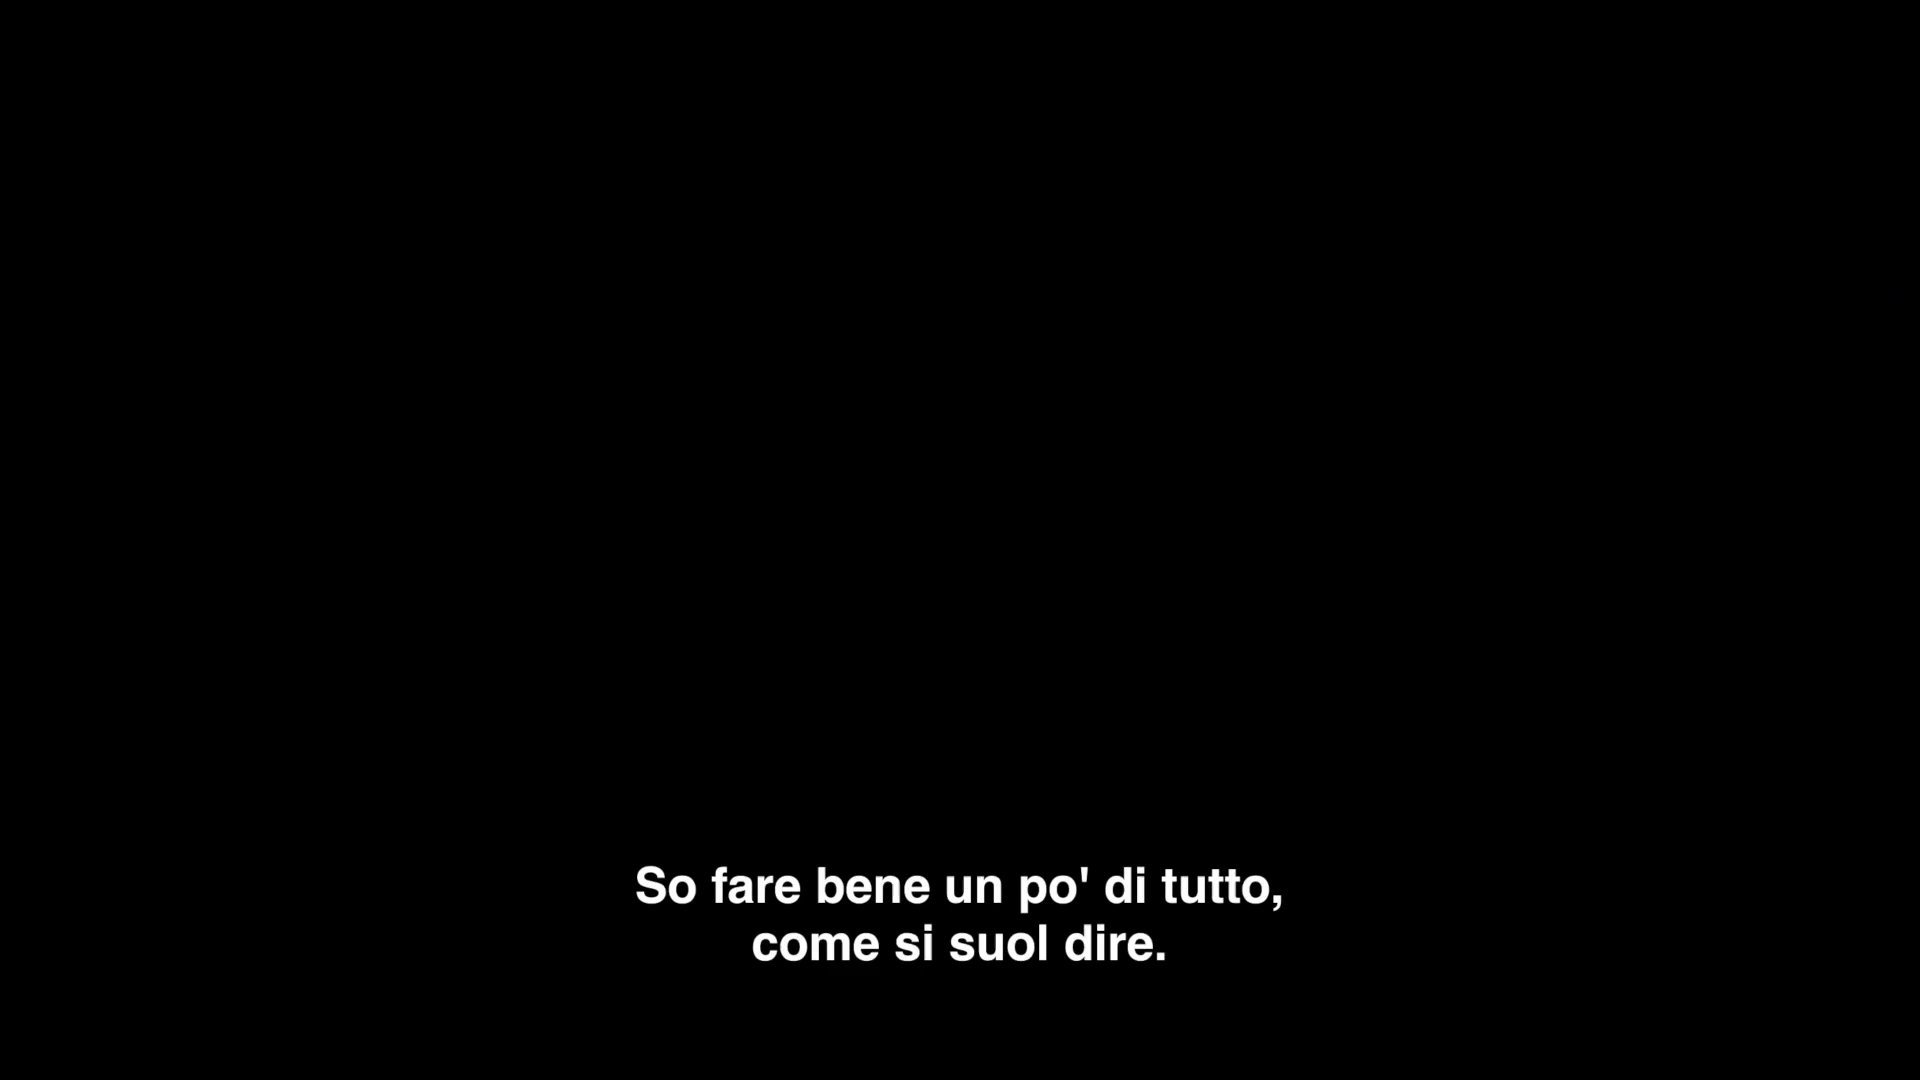 So fare bene un po' di tutto,
come si suol dire.